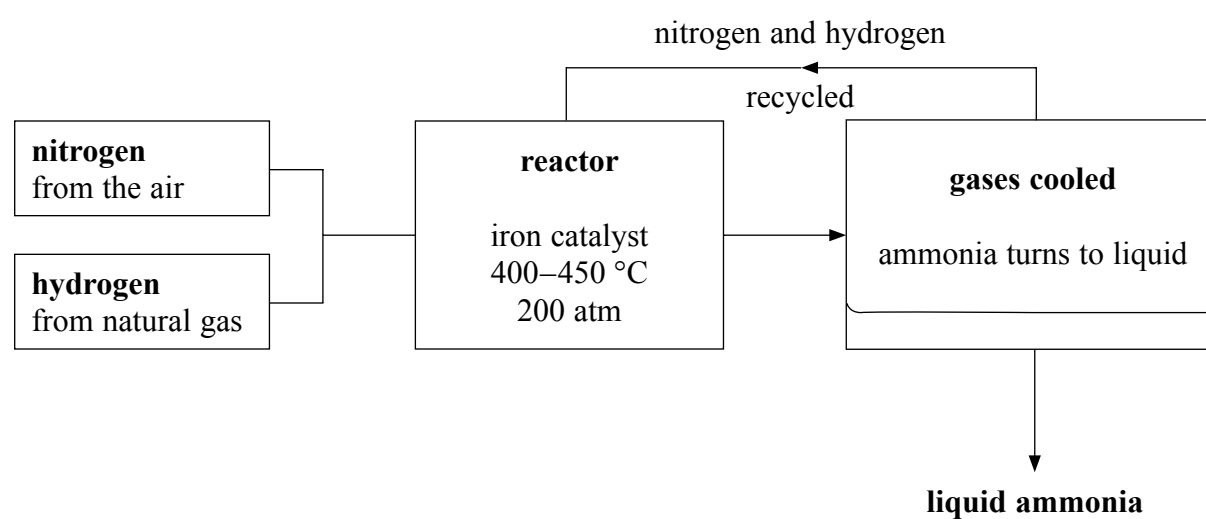 nitrogen and hydrogen
recycled
nitrogen
from the air
hydrogen
from natural gas
reactor
iron catalyst
400–450 °C
200 atm
gases cooled
ammonia turns to liquid
liquid ammonia